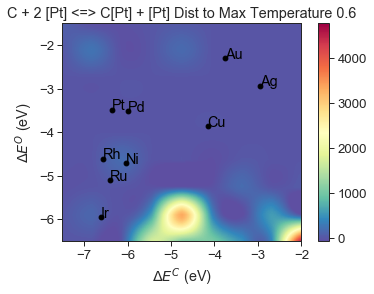 C + 2 [Pt] <=> C[Pt] + [Pt] Dist to Max Temperature 0.6
−2
−3
−4
−5
−6
ΔE^O (eV)
Au
Ag
Pt
Pd
Cu
Rh
Ni
Ru
Ir
−7
−6
−5
−4
−3
−2
ΔE^C (eV)
4000
3000
2000
1000
0